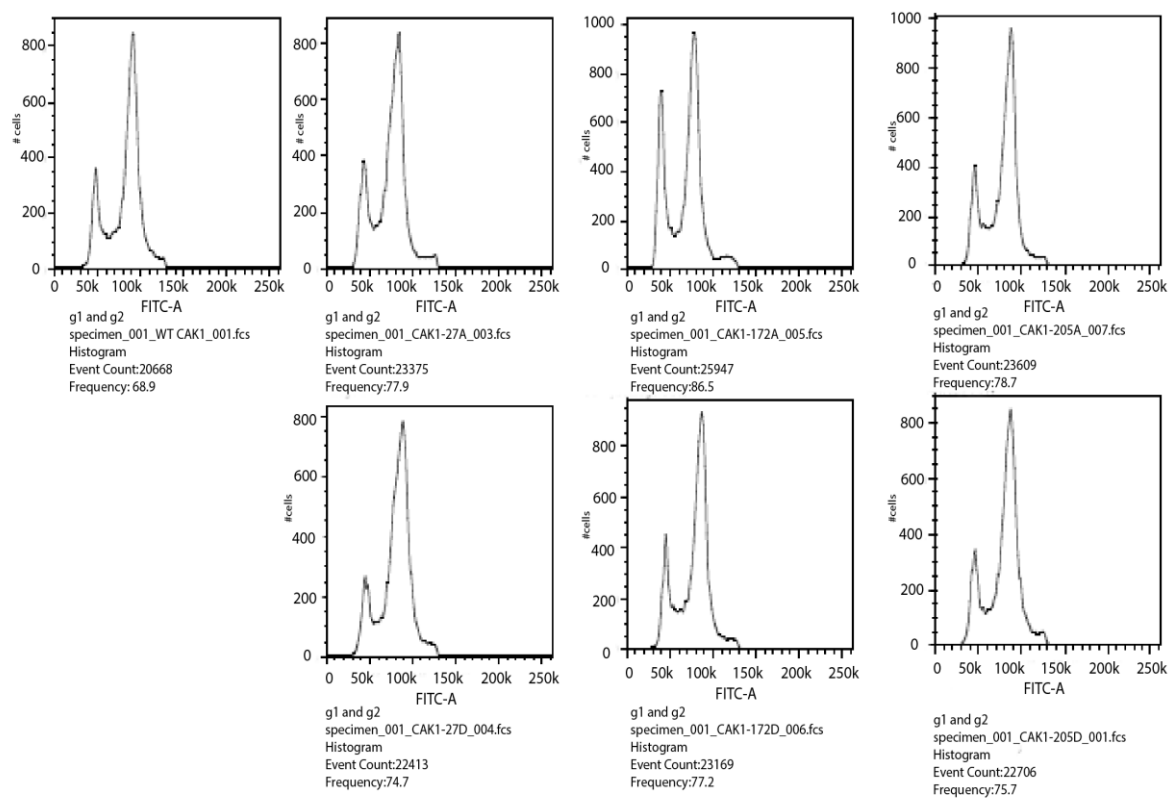 800
600
400
200
0
# cells
0 50k 100k 150k 200k 250k
FITC-A
g1 and g2
specimen_001_WT CAK1_001.fcs
Histogram
Event Count:20668
Frequency: 68.9
800
600
400
200
0
# cells
0 50k 100k 150k 200k 250k
FITC-A
g1 and g2
specimen_001_CAK1-27A_003.fcs
Histogram
Event Count:23375
Frequency:77.9
1000
800
600
400
200
0
# cells
0 50k 100k 150k 200k 250k
FITC-A
g1 and g2
specimen_001_CAK1-172A_005.fcs
Histogram
Event Count:25947
Frequency:86.5
1000
800
600
400
200
0
# cells
0 50k 100k 150k 200k 250k
FITC-A
g1 and g2
specimen_001_CAK1-205A_007.fcs
Histogram
Event Count:23609
Frequency:78.7
800
600
400
200
0
#cells
0 50k 100k 150k 200k 250k
FITC-A
g1 and g2
specimen_001_CAK1-27D_004.fcs
Histogram
Event Count:22413
Frequency:74.7
800
600
400
200
0
#cells
0 50k 100k 150k 200k 250k
FITC-A
g1 and g2
specimen_001_CAK1-172D_006.fcs
Histogram
Event Count:23169
Frequency:77.2
800
600
400
200
0
#cells
0 50k 100k 150k 200k 250k
FITC-A
g1 and g2
specimen_001_CAK1-205D_001.fcs
Histogram
Event Count:22706
Frequency:75.7